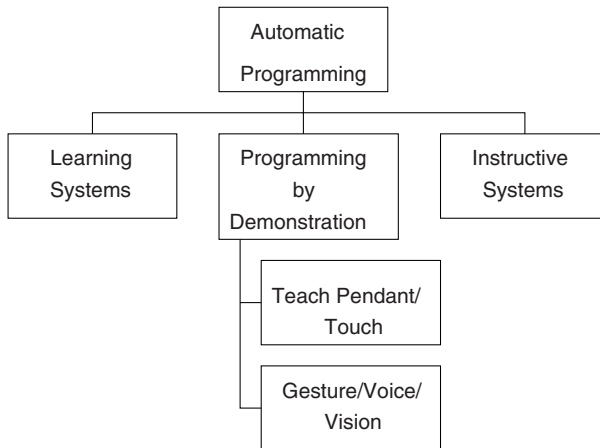 Automatic
Programming
Learning
Systems
Programming
by
Demonstration
Instructive
Systems
Teach Pendant/
Touch
Gesture/Voice/
Vision